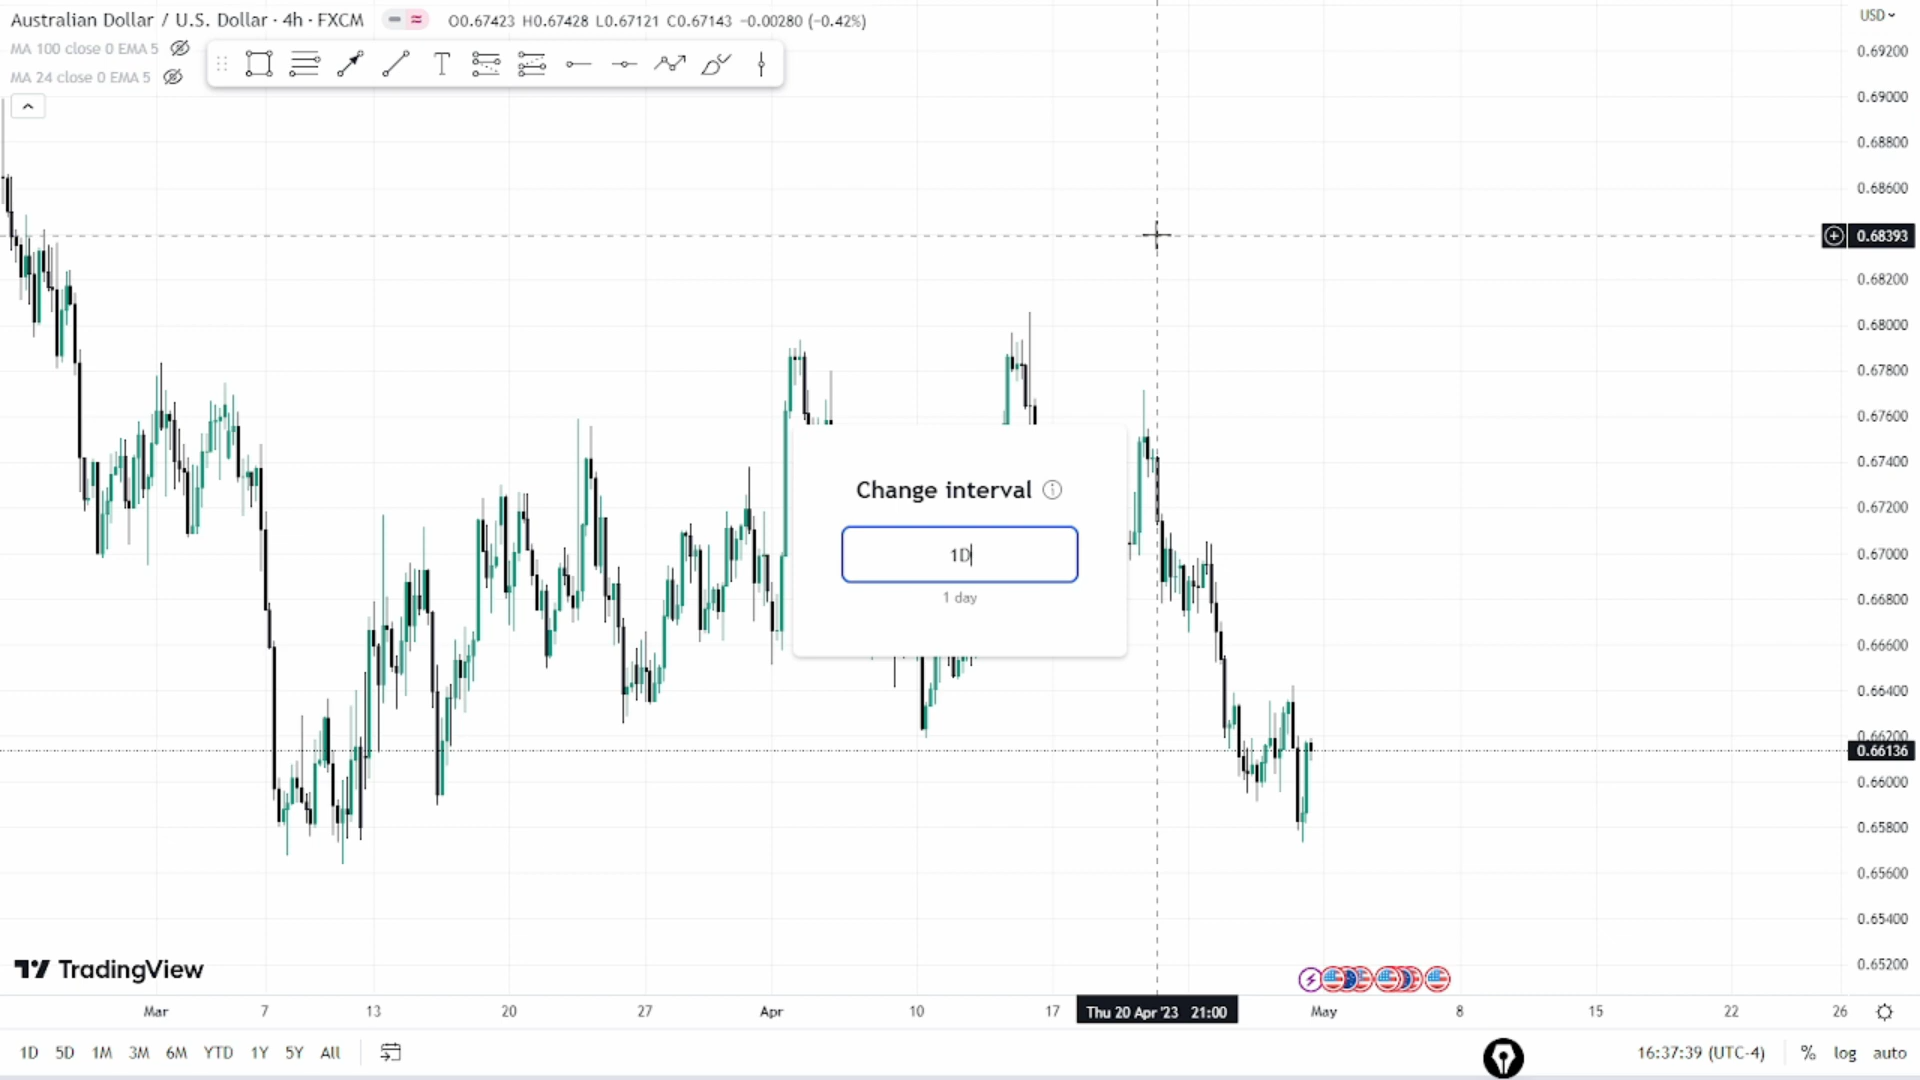 Australian Dollar / U.S. Dollar · 4h · FXCM
O0.67423 H0.67428 L0.67121 C0.67143 −0.00280 (−0.42%)
USD
MA 100 close 0 EMA 5
MA 24 close 0 EMA 5
T
0.69200
0.69000
0.68800
0.68600
0.68393
0.68200
0.68000
0.67800
0.67600
0.67400
0.67200
0.67000
0.66800
0.66600
0.66400
0.66200
0.66136
0.66000
0.65800
0.65600
0.65400
0.65200
Change interval
1D
1 day
TradingView
Mar
7
13
20
27
Apr
10
17
Thu 20 Apr '23 21:00
May
8
15
22
26
1D 5D 1M 3M 6M YTD 1Y 5Y All
16:37:39 (UTC-4)
% log auto